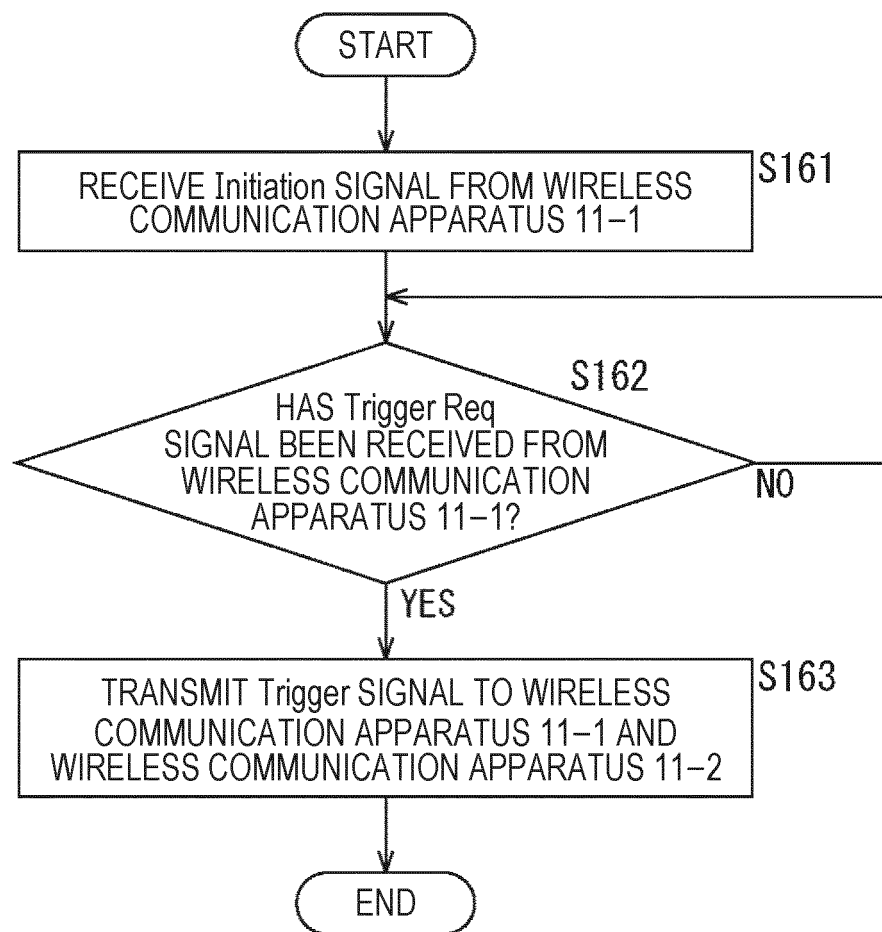 START
S161
RECEIVE Initiation SIGNAL FROM WIRELESS
COMMUNICATION APPARATUS 11–1
S162
HAS Trigger Req
SIGNAL BEEN RECEIVED FROM
WIRELESS COMMUNICATION
APPARATUS 11–1?
NO
YES
S163
TRANSMIT Trigger SIGNAL TO WIRELESS
COMMUNICATION APPARATUS 11–1 AND
WIRELESS COMMUNICATION APPARATUS 11–2
END